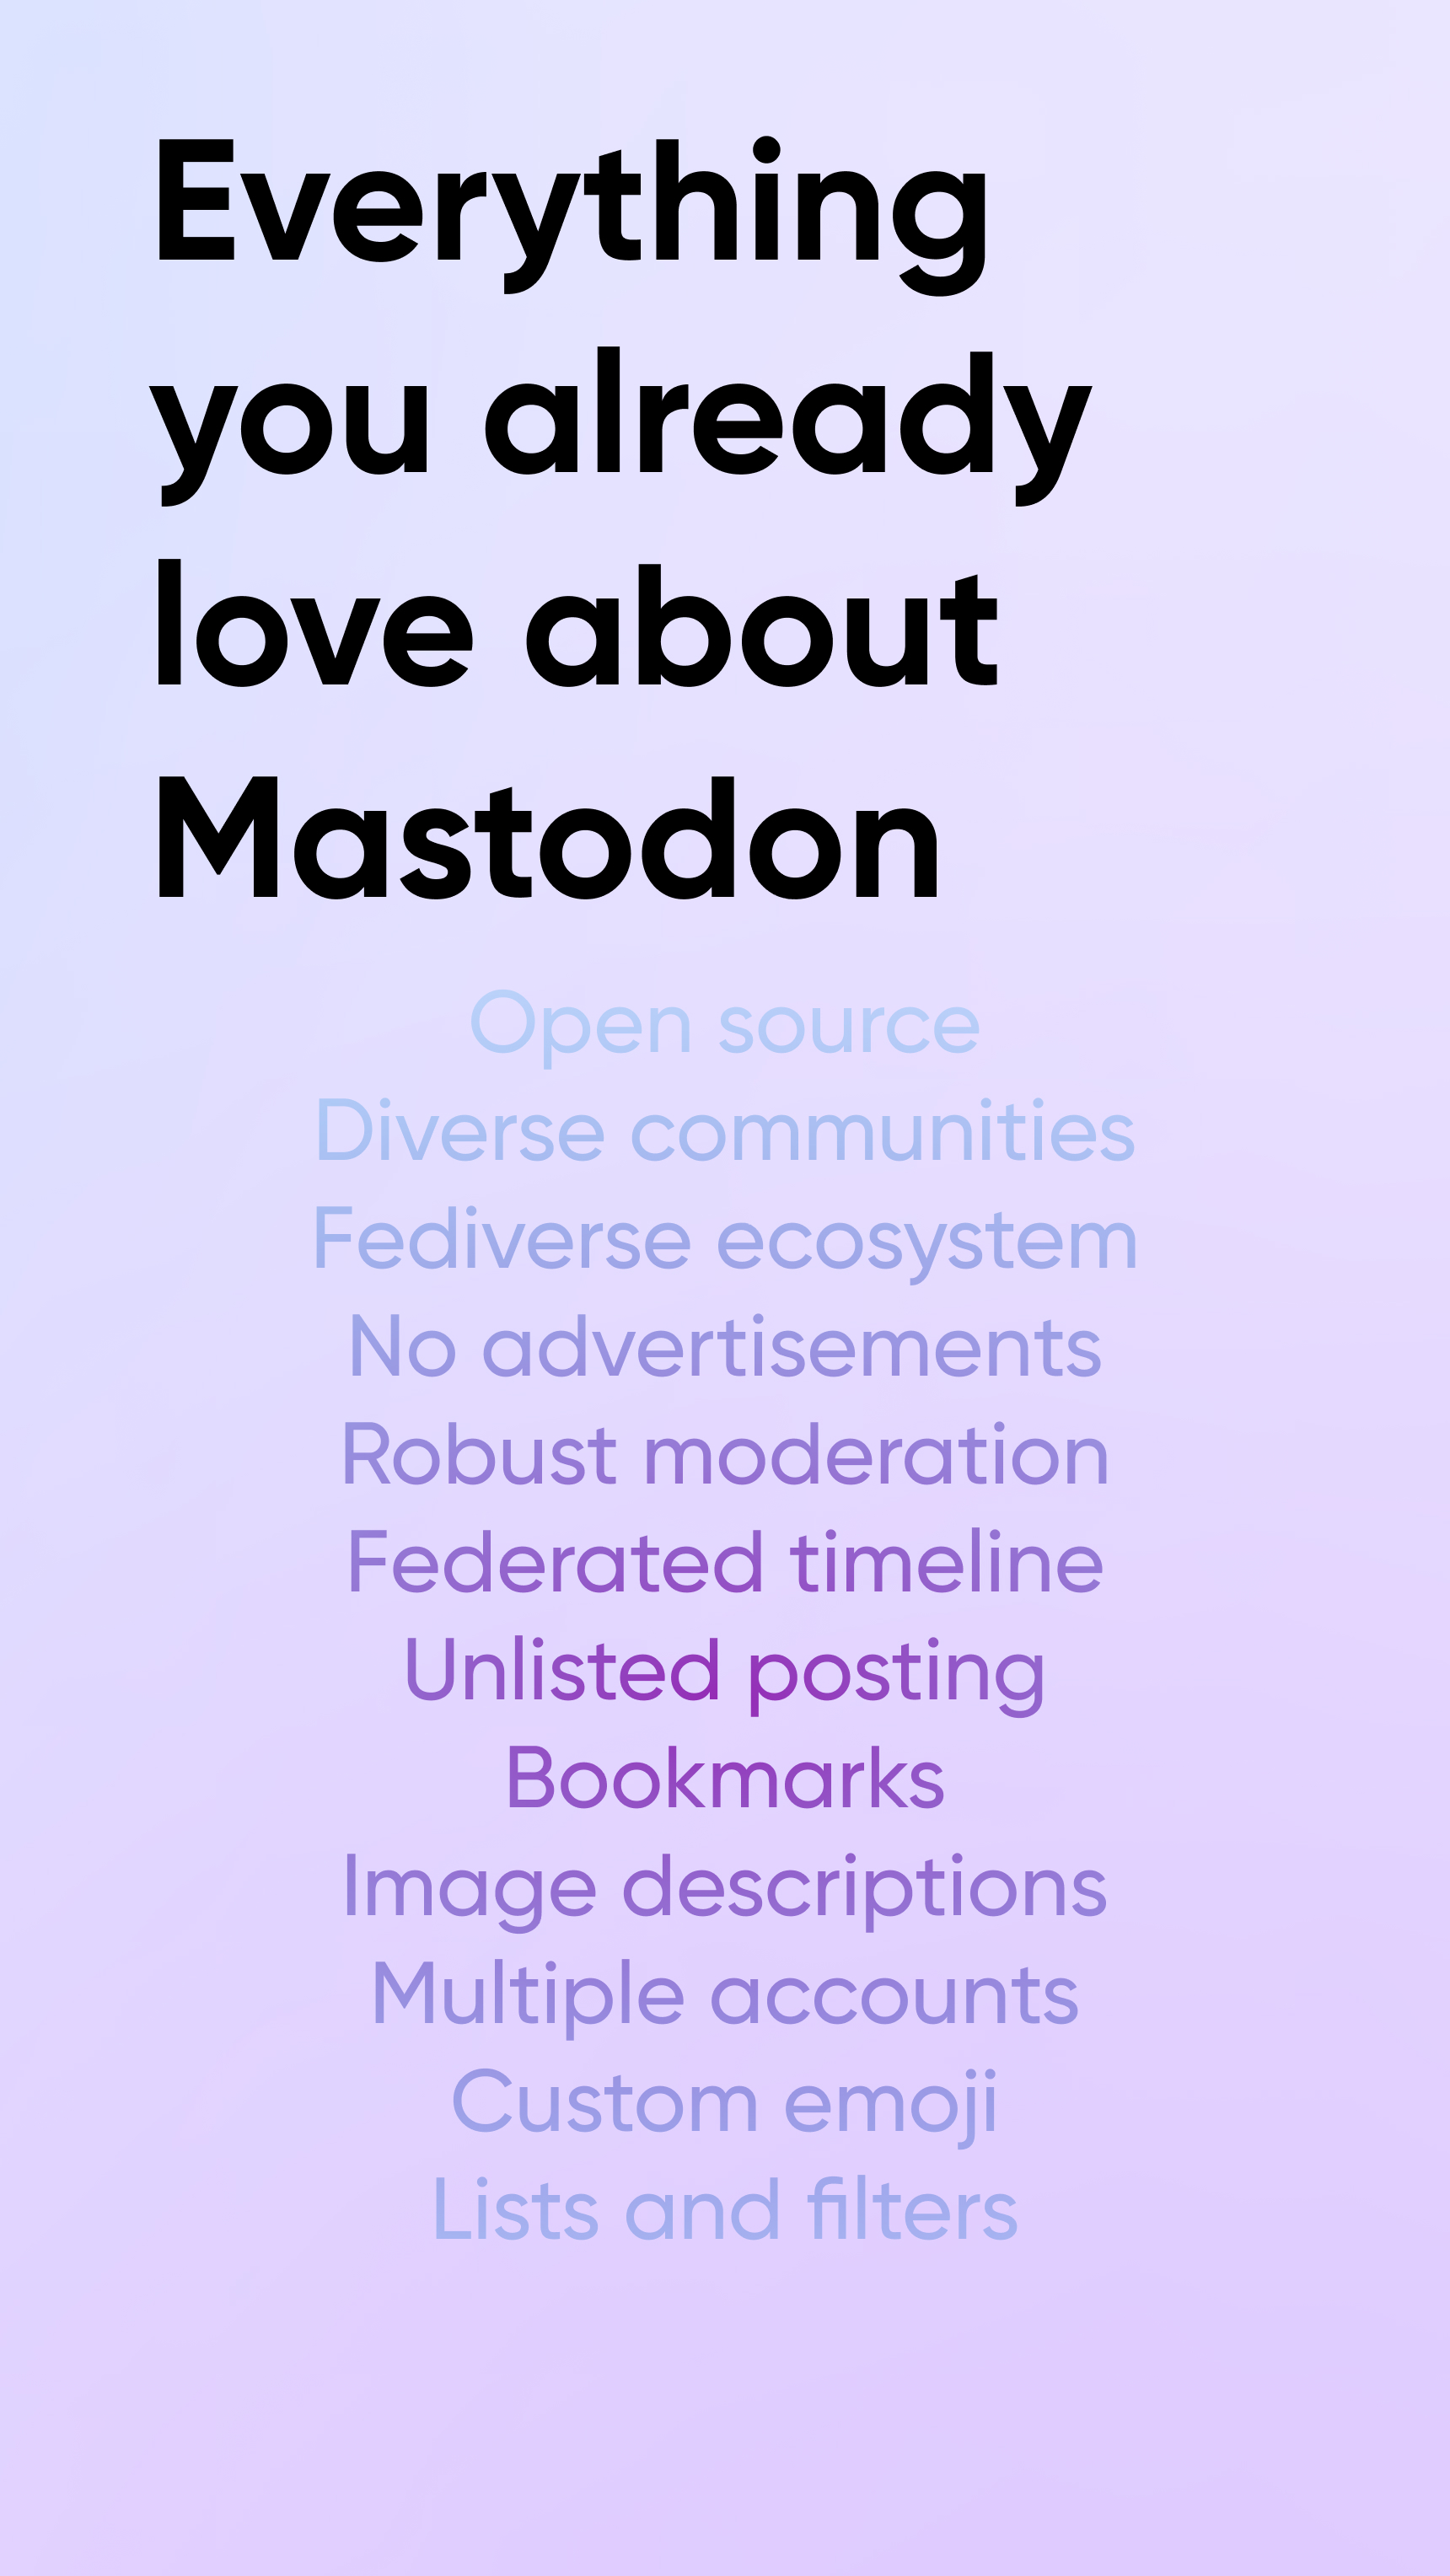 Everything
you already
love about
Mastodon
Open source
Diverse communities
Fediverse ecosystem
No advertisements
Robust moderation
Federated timeline
Unlisted posting
Bookmarks
Image descriptions
Multiple accounts
Custom emoji
Lists and filters